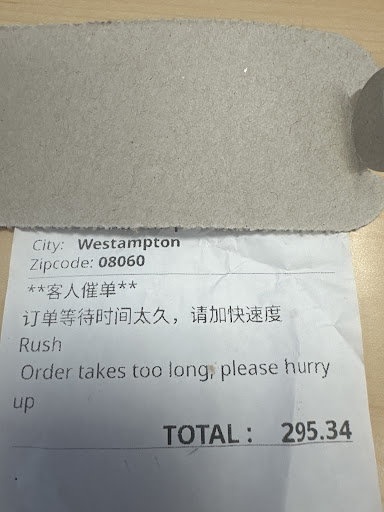 City: Westampton
Zipcode: 08060
**客人催单**
订单等待时间太久，请加快速度
Rush
Order takes too long, please hurry
up
TOTAL : 295.34